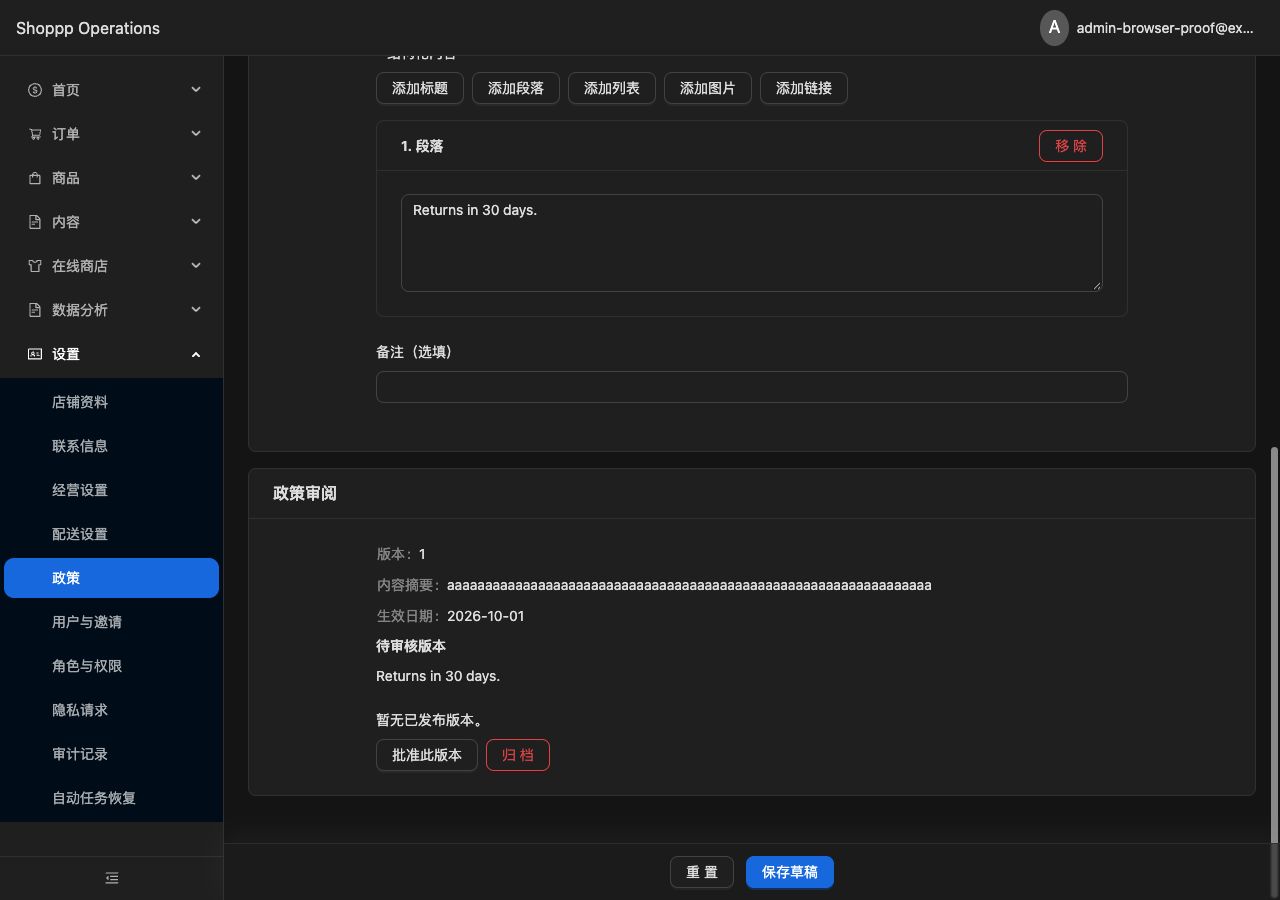 Shoppp Operations
A
admin-browser-proof@ex...
首页
订单
商品
内容
在线商店
数据分析
设置
店铺资料
联系信息
经营设置
配送设置
政策
用户与邀请
角色与权限
隐私请求
审计记录
自动任务恢复
添加标题
添加段落
添加列表
添加图片
添加链接
1. 段落
移 除
Returns in 30 days.
备注（选填）
政策审阅
版本：1
内容摘要：aaaaaaaaaaaaaaaaaaaaaaaaaaaaaaaaaaaaaaaaaaaaaaaaaaaaaaaaaaaaaaaa
生效日期：2026-10-01
待审核版本
Returns in 30 days.
暂无已发布版本。
批准此版本
归 档
重 置
保存草稿